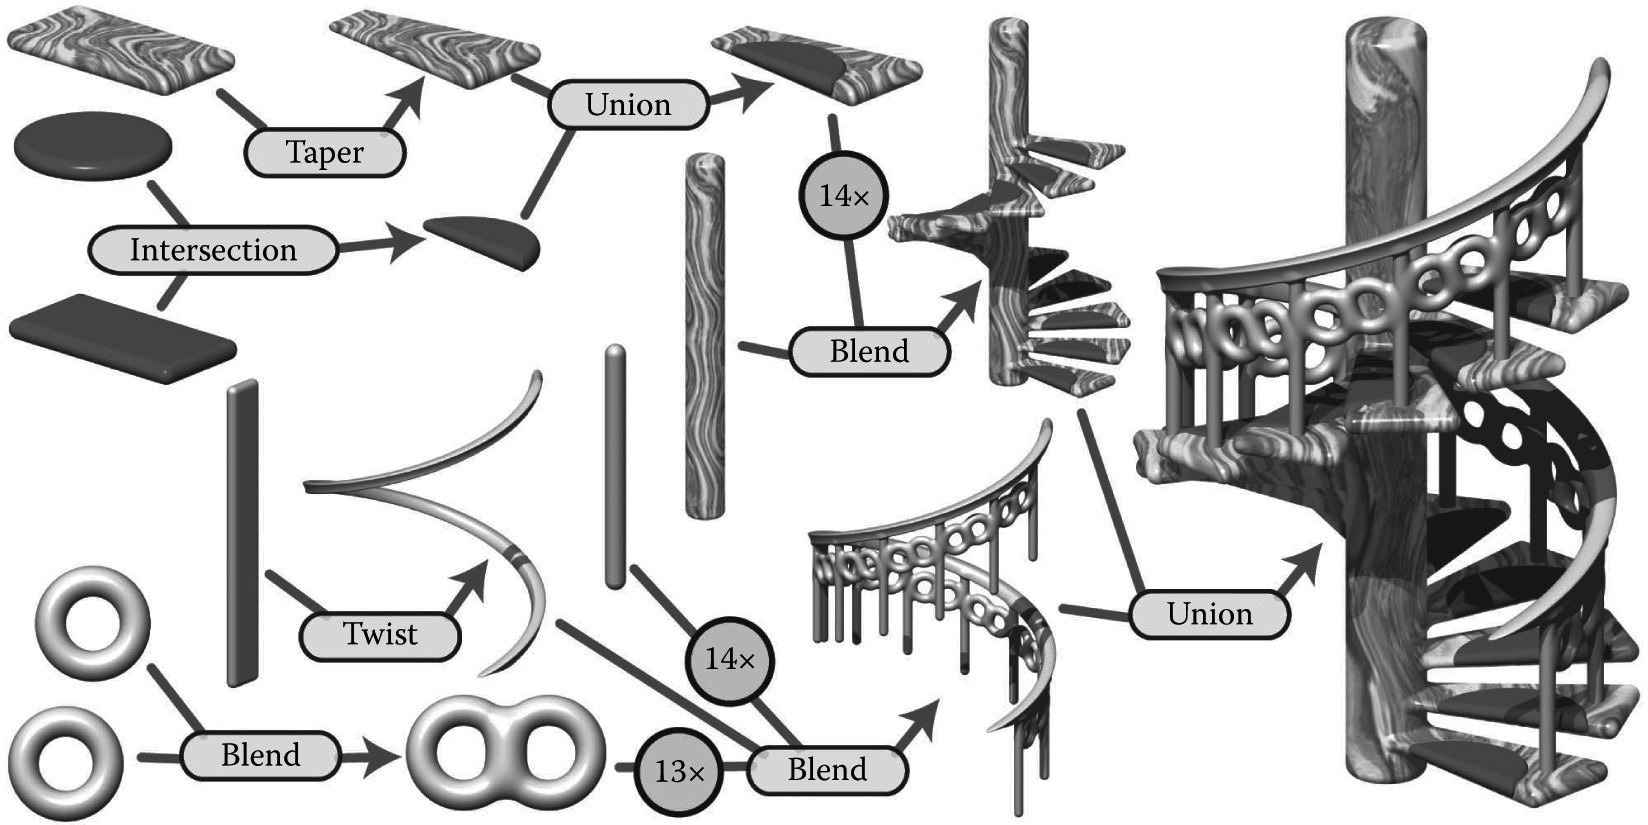 Union
Taper
14×
Intersection
Blend
Union
Twist
14×
Blend
13×
Blend